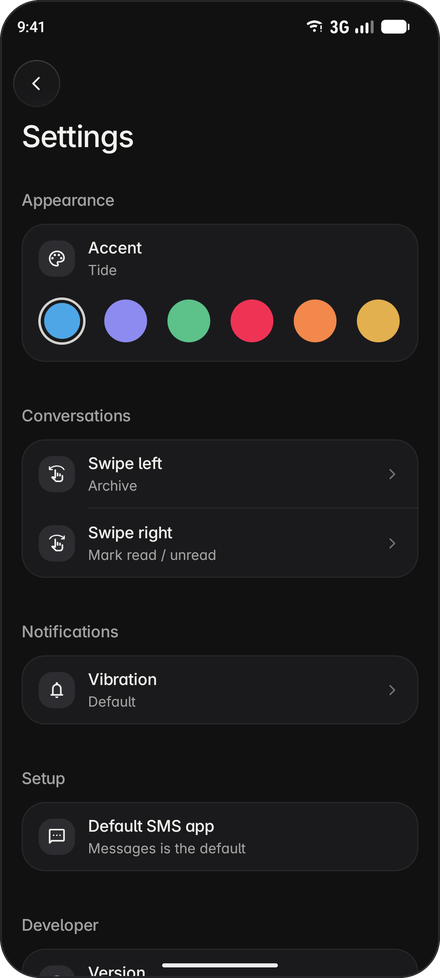 9:41
3G
Settings
Appearance
Accent
Tide
Conversations
Swipe left
Archive
Swipe right
Mark read / unread
Notifications
Vibration
Default
Setup
Default SMS app
Messages is the default
Developer
Version